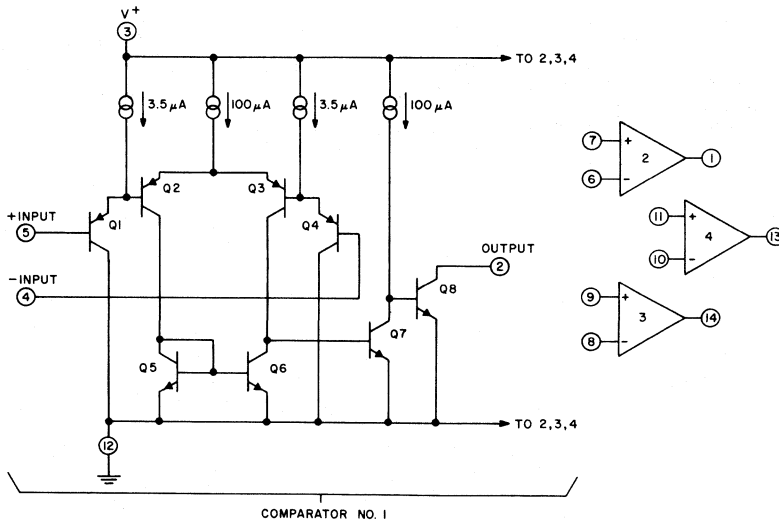 V+
3
TO 2,3,4
3.5μA
100μA
3.5μA
100μA
Q2
Q3
+INPUT
5
Q1
Q4
−INPUT
4
OUTPUT
2
Q8
Q7
Q5
Q6
12
TO 2,3,4
COMPARATOR NO. 1
7
+
2
1
6
−
11
+
4
13
10
−
9
+
3
14
8
−